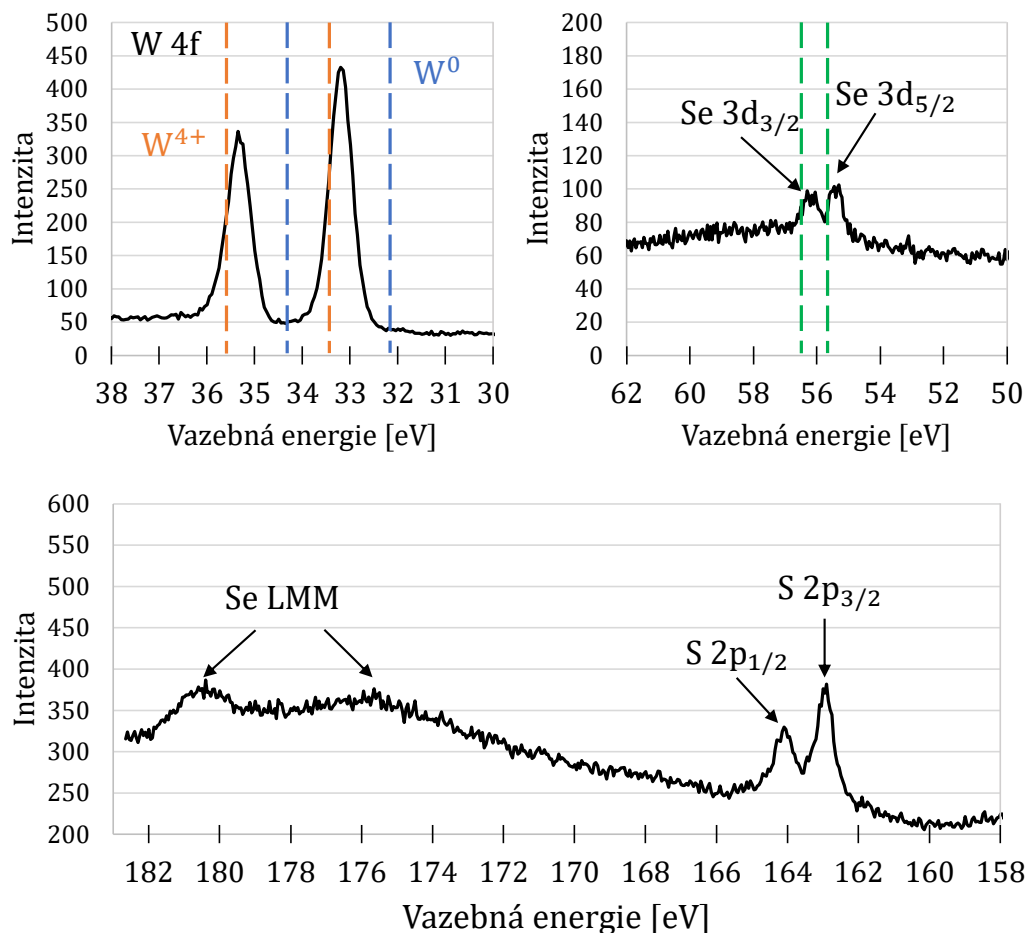 W 4f
W⁰
W⁴⁺
Intenzita
500
450
400
350
300
250
200
150
100
50
0
38 37 36 35 34 33 32 31 30
Vazebná energie [eV]
Se 3d₃/₂
Se 3d₅/₂
Intenzita
200
180
160
140
120
100
80
60
40
20
0
62 60 58 56 54 52 50
Vazebná energie [eV]
Se LMM
S 2p₁/₂
S 2p₃/₂
Intenzita
600
550
500
450
400
350
300
250
200
182 180 178 176 174 172 170 168 166 164 162 160 158
Vazebná energie [eV]